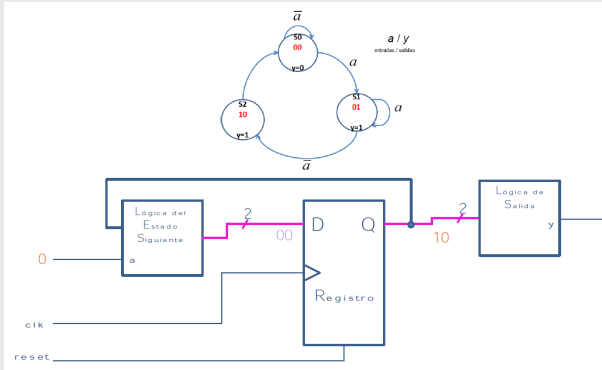 a̅
S0
00
y=0
a
a / y
entradas / salidas
S2
10
y=1
S1
01
y=1
a
a̅
Lógica del
Estado
Siguiente
a
2
00
D
Q
Registro
2
10
Lógica de
Salida
y
0
clk
reset